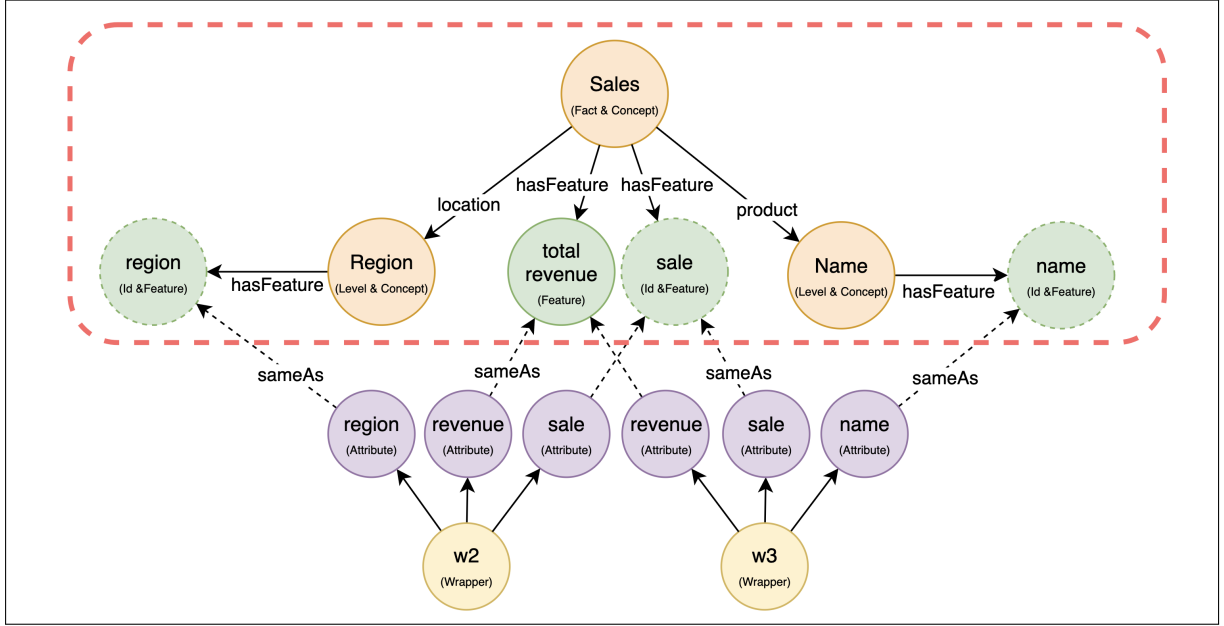 Sales
(Fact & Concept)
hasFeature
hasFeature
location
product
region
(Id &Feature)
hasFeature
Region
(Level & Concept)
total
revenue
(Feature)
sale
(Id &Feature)
Name
(Level & Concept)
hasFeature
name
(Id &Feature)
sameAs
sameAs
sameAs
sameAs
region
(Attribute)
revenue
(Attribute)
sale
(Attribute)
revenue
(Attribute)
sale
(Attribute)
name
(Attribute)
w2
(Wrapper)
w3
(Wrapper)